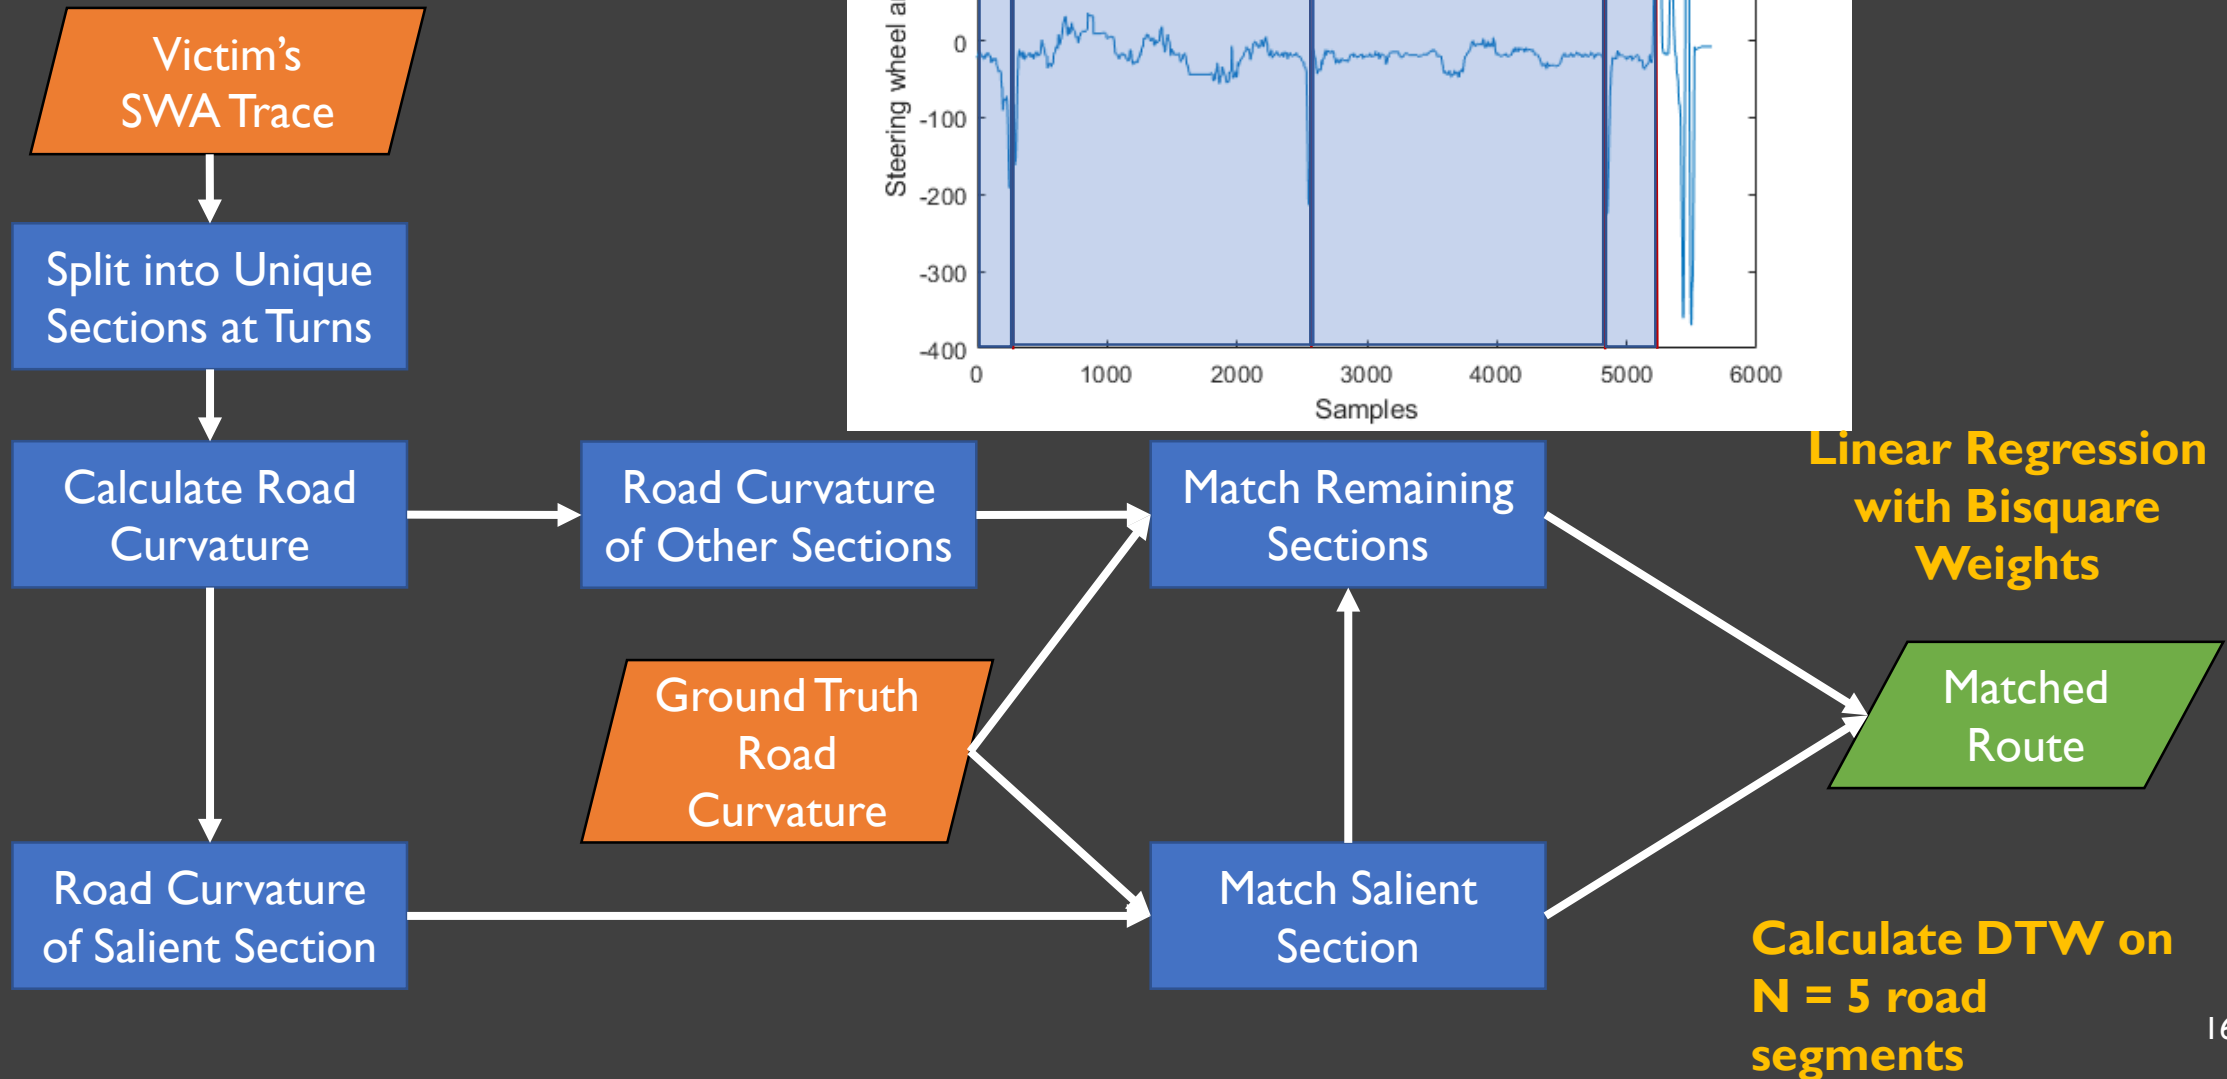 Victim's
SWA Trace
Split into Unique
Sections at Turns
Calculate Road
Curvature
Road Curvature
of Other Sections
Match Remaining
Sections
Ground Truth
Road
Curvature
Road Curvature
of Salient Section
Match Salient
Section
Matched
Route
Linear Regression
with Bisquare
Weights
Calculate DTW on
N = 5 road
segments
Steering wheel
0
-100
-200
-300
-400
0 1000 2000 3000 4000 5000 6000
Samples